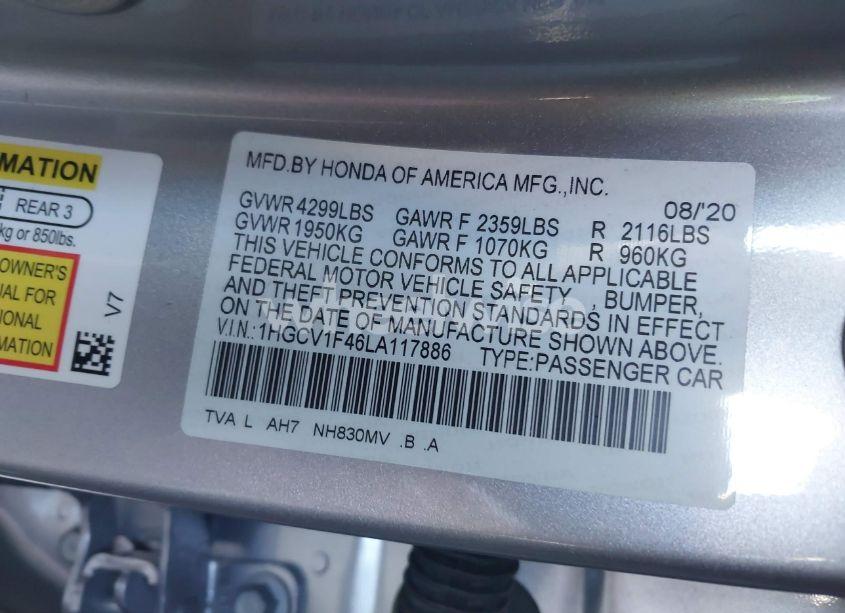 MATION
REAR 3
kg or 850lbs.
OWNER'S
FOR
MATION
V7
MFD.BY HONDA OF AMERICA MFG.,INC.
08/'20
GVWR 4299LBS GAWR F 2359LBS R 2116LBS
GVWR 1950KG GAWR F 1070KG R 960KG
THIS VEHICLE CONFORMS TO ALL APPLICABLE
FEDERAL MOTOR VEHICLE SAFETY , BUMPER,
AND THEFT PREVENTION STANDARDS IN EFFECT
ON THE DATE OF MANUFACTURE SHOWN ABOVE.
V.I.N.:1HGCV1F46LA117886 TYPE:PASSENGER CAR
TVA L AH7 NH830MV .B .A